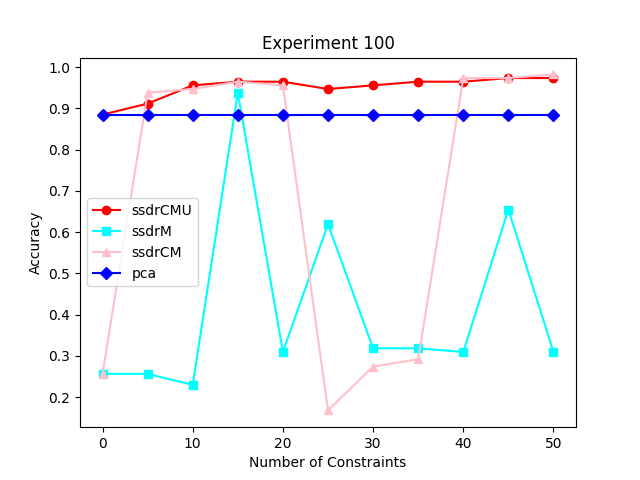 Experiment 100
1.0
0.9
0.8
0.7
0.6
0.5
0.4
0.3
0.2
Accuracy
ssdrCMU
ssdrM
ssdrCM
pca
0 10 20 30 40 50
Number of Constraints